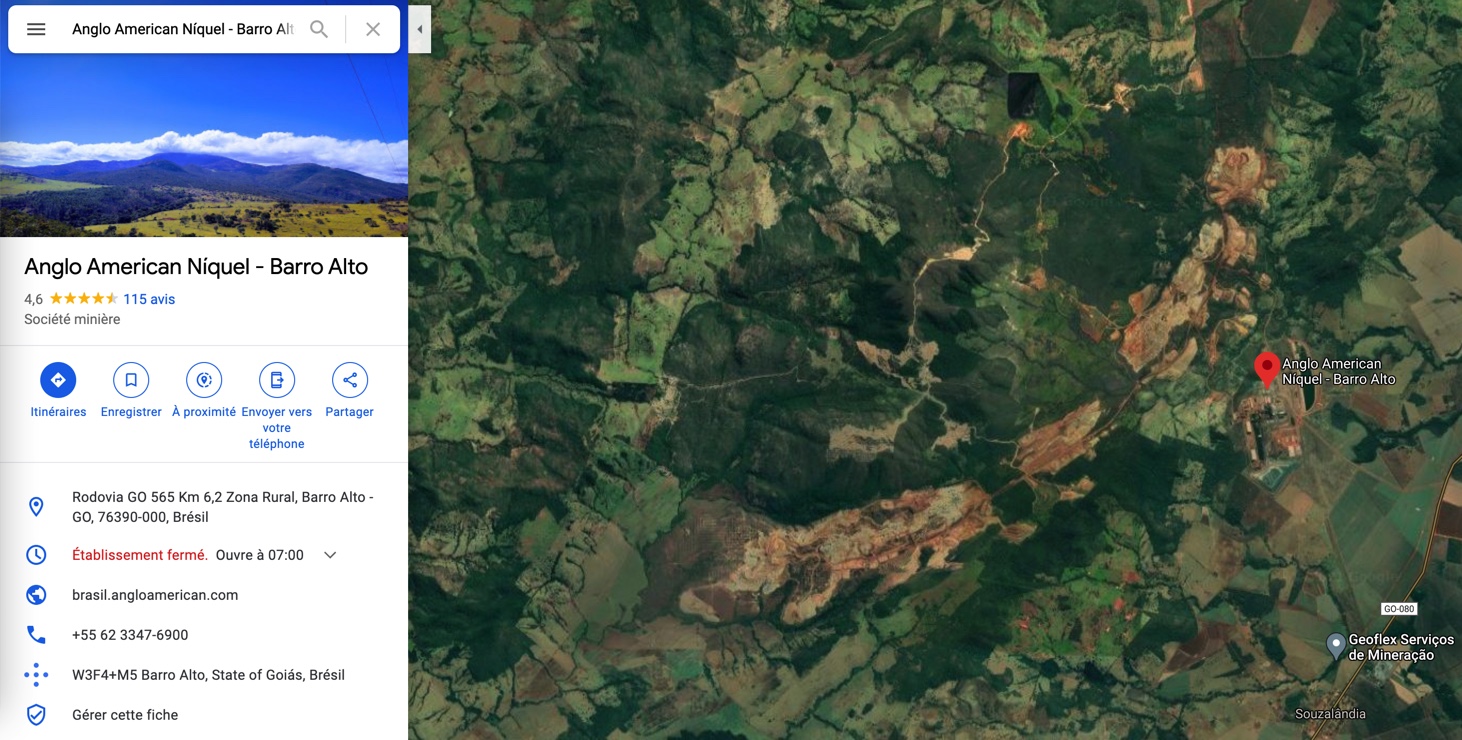 Anglo American Níquel - Barro Alt
Anglo American Níquel - Barro Alto
4,6 115 avis
Société minière
Itinéraires Enregistrer À proximité Envoyer vers votre téléphone Partager
Rodovia GO 565 Km 6,2 Zona Rural, Barro Alto -
GO, 76390-000, Brésil
Établissement fermé. Ouvre à 07:00
brasil.angloamerican.com
+55 62 3347-6900
W3F4+M5 Barro Alto, State of Goiás, Brésil
Gérer cette fiche
Anglo American
Níquel - Barro Alto
GO-080
Geoflex Serviços
de Mineração
Souzalândia